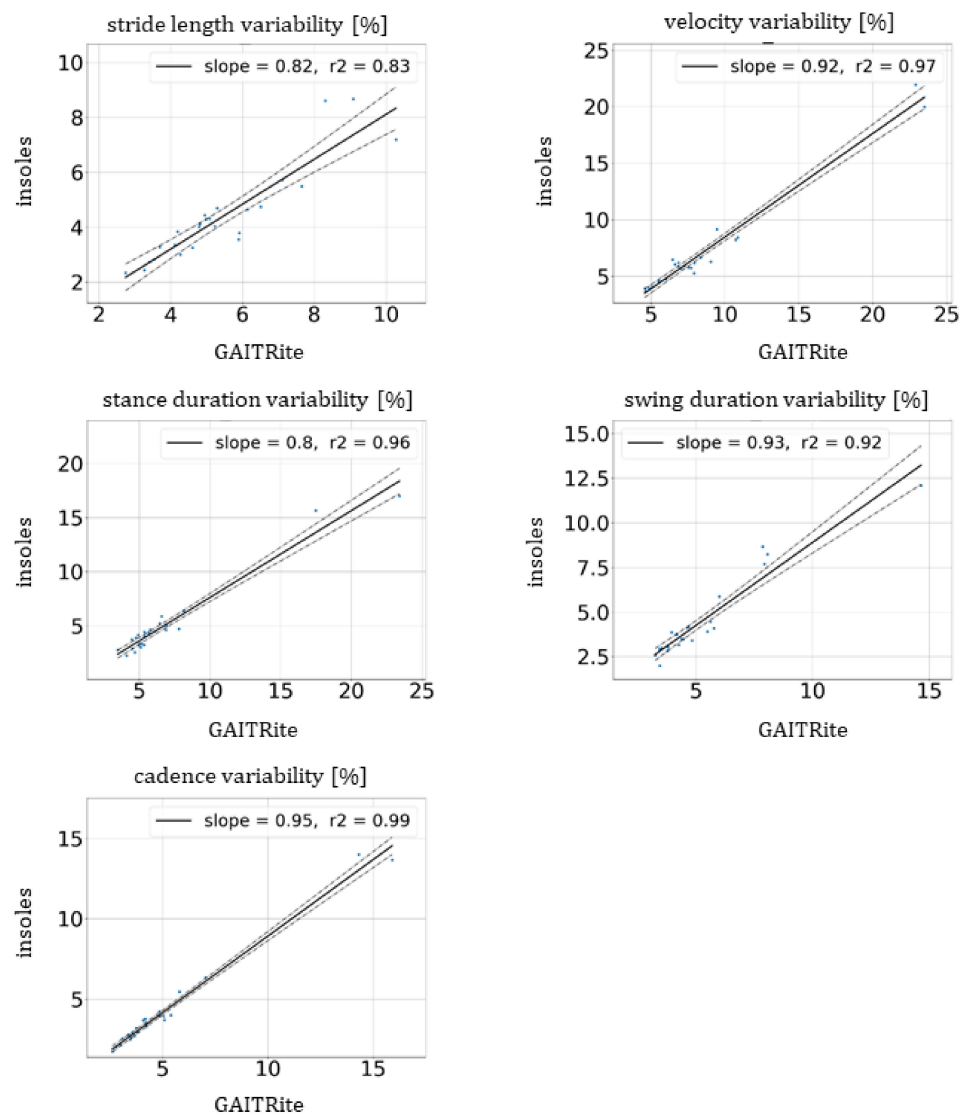 stride length variability [%]
slope = 0.82, r2 = 0.83
10
8
6
4
2
insoles
2 4 6 8 10
GAITRite
velocity variability [%]
slope = 0.92, r2 = 0.97
25
20
15
10
5
insoles
5 10 15 20 25
GAITRite
stance duration variability [%]
slope = 0.8, r2 = 0.96
20
15
10
5
insoles
5 10 15 20 25
GAITRite
swing duration variability [%]
slope = 0.93, r2 = 0.92
15.0
12.5
10.0
7.5
5.0
2.5
insoles
5 10 15
GAITRite
cadence variability [%]
slope = 0.95, r2 = 0.99
15
10
5
insoles
5 10 15
GAITRite